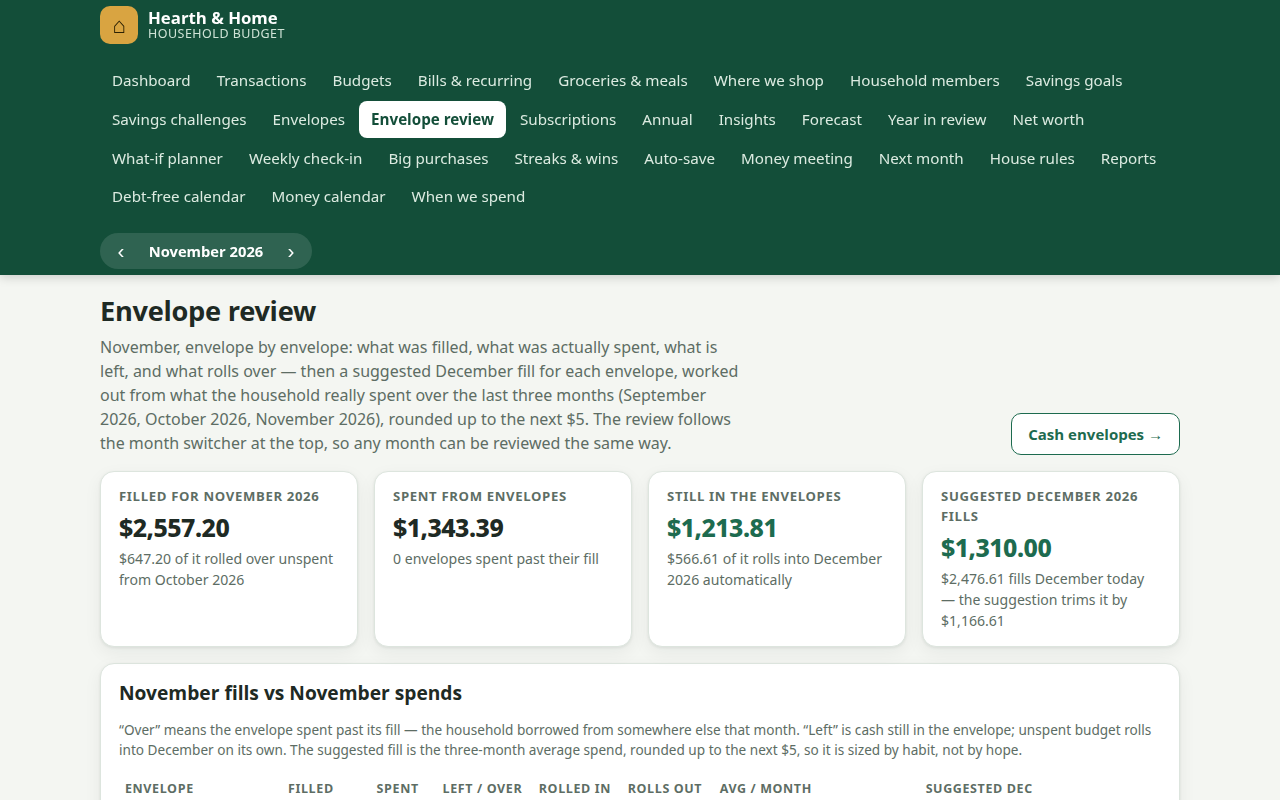 Hearth & Home
HOUSEHOLD BUDGET
Dashboard Transactions Budgets Bills & recurring Groceries & meals Where we shop Household members Savings goals
Savings challenges Envelopes Envelope review Subscriptions Annual Insights Forecast Year in review Net worth
What-if planner Weekly check-in Big purchases Streaks & wins Auto-save Money meeting Next month House rules Reports
Debt-free calendar Money calendar When we spend
‹ November 2026 ›
Envelope review
November, envelope by envelope: what was filled, what was actually spent, what is
left, and what rolls over — then a suggested December fill for each envelope, worked
out from what the household really spent over the last three months (September
2026, October 2026, November 2026), rounded up to the next $5. The review follows
the month switcher at the top, so any month can be reviewed the same way.
Cash envelopes →
FILLED FOR NOVEMBER 2026
$2,557.20
$647.20 of it rolled over unspent
from October 2026
SPENT FROM ENVELOPES
$1,343.39
0 envelopes spent past their fill
STILL IN THE ENVELOPES
$1,213.81
$566.61 of it rolls into December
2026 automatically
SUGGESTED DECEMBER 2026
FILLS
$1,310.00
$2,476.61 fills December today
— the suggestion trims it by
$1,166.61
November fills vs November spends
“Over” means the envelope spent past its fill — the household borrowed from somewhere else that month. “Left” is cash still in the envelope; unspent budget rolls
into December on its own. The suggested fill is the three-month average spend, rounded up to the next $5, so it is sized by habit, not by hope.
ENVELOPE FILLED SPENT LEFT / OVER ROLLED IN ROLLS OUT AVG / MONTH SUGGESTED DEC